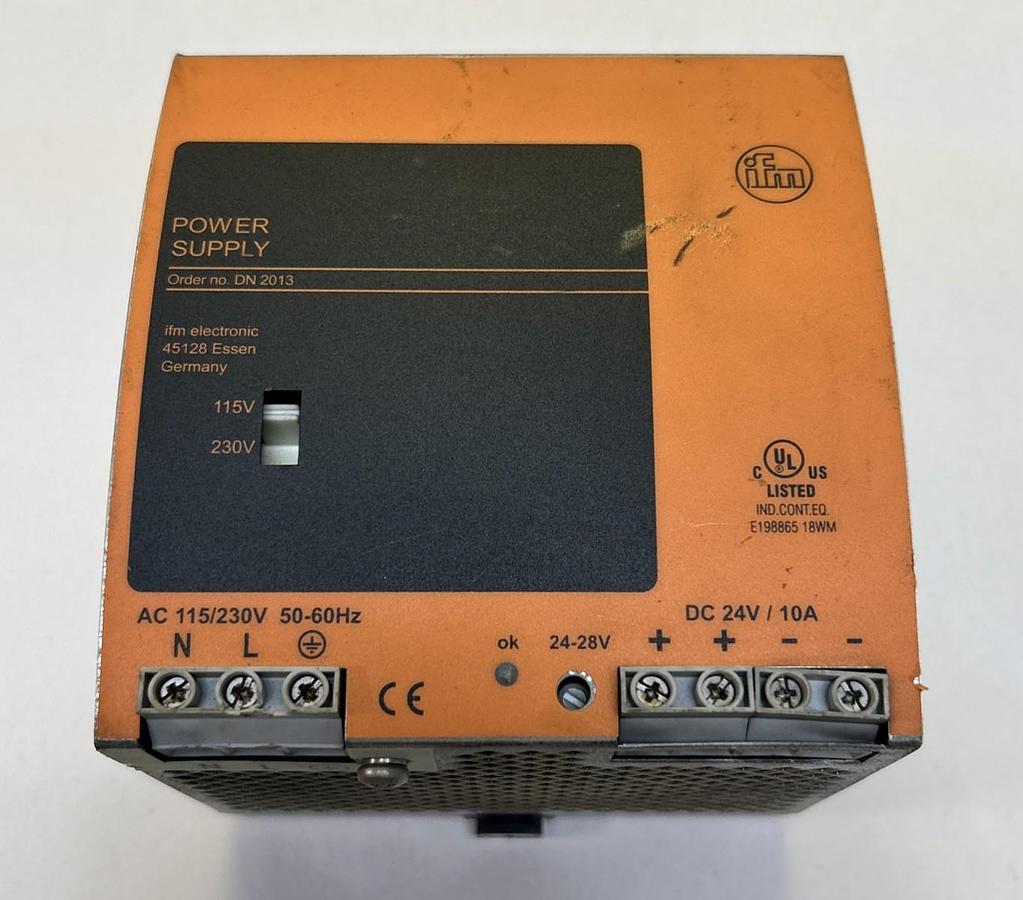 ifm
POWER
SUPPLY
Order no. DN 2013
ifm electronic
45128 Essen
Germany
115V
230V
C UL US
LISTED
IND.CONT.EQ.
E198865 18WM
AC 115/230V 50-60Hz
N L
ok 24-28V
DC 24V / 10A
+ + - -
CE